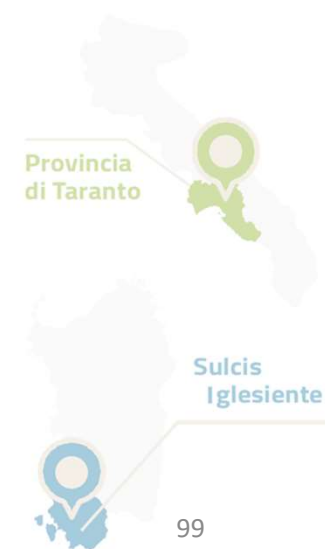 Provincia
di Taranto
Sulcis
Iglesiente
99